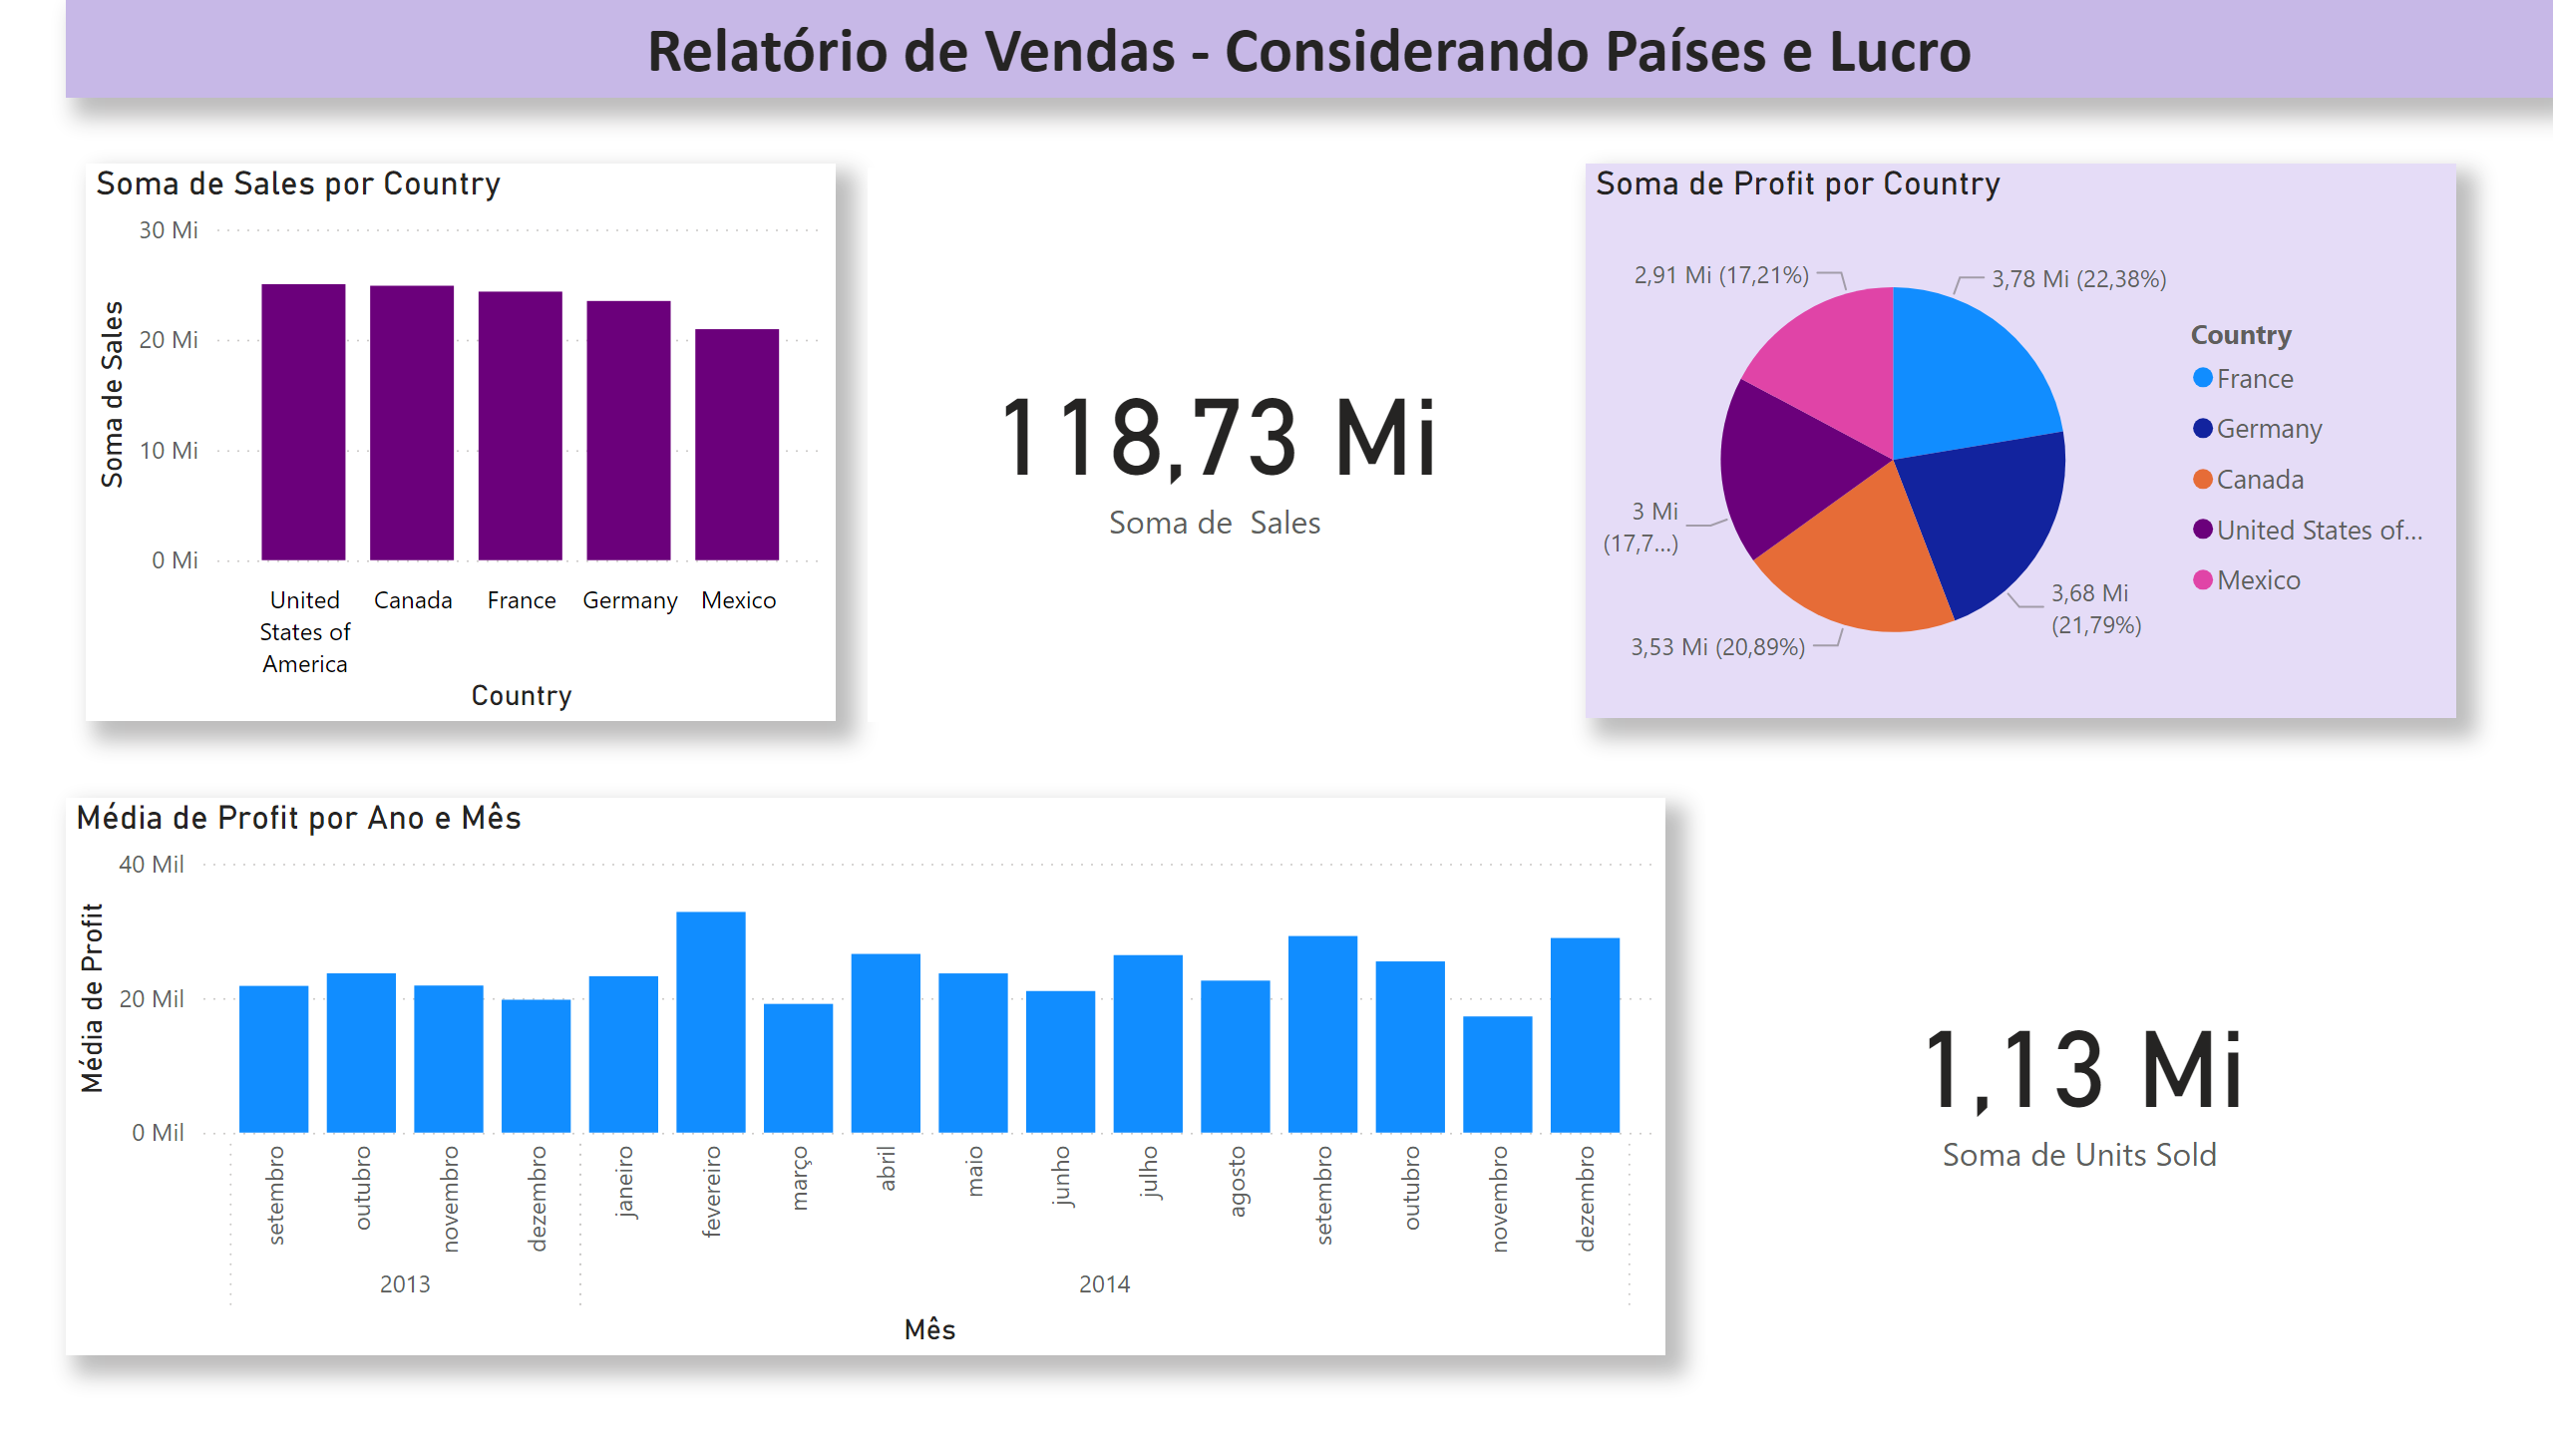 Relatório de Vendas - Considerando Países e Lucro
Soma de Sales por Country
Soma de Sales
30 Mi
20 Mi
10 Mi
0 Mi
United
States of
America
Canada
France
Germany
Mexico
Country
118,73 Mi
Soma de  Sales
Soma de Profit por Country
2,91 Mi (17,21%)
3,78 Mi (22,38%)
3 Mi
(17,7...)
3,68 Mi
(21,79%)
3,53 Mi (20,89%)
Country
France
Germany
Canada
United States of...
Mexico
Média de Profit por Ano e Mês
Média de Profit
40 Mil
20 Mil
0 Mil
setembro
outubro
novembro
dezembro
janeiro
fevereiro
março
abril
maio
junho
julho
agosto
setembro
outubro
novembro
dezembro
2013
2014
Mês
1,13 Mi
Soma de Units Sold